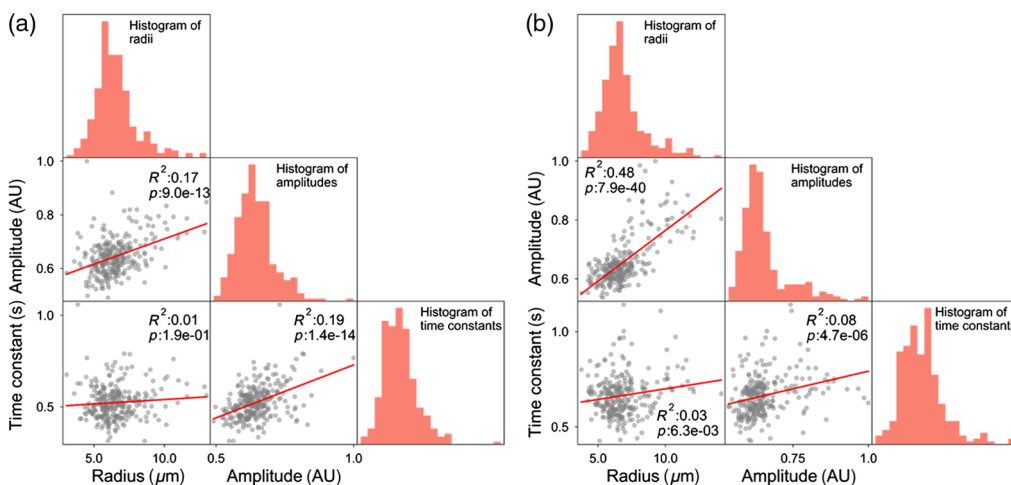 (a)
Histogram of
radii
1.0
0.8
0.6
Amplitude (AU)
R²:0.17
p:9.0e-13
Histogram of
amplitudes
1.0
0.5
Time constant (s)
R²:0.01
p:1.9e-01
R²:0.19
p:1.4e-14
Histogram of
time constants
5.0
10.0
0.5
1.0
Radius (μm)
Amplitude (AU)
(b)
Histogram of
radii
1.0
0.8
0.6
Amplitude (AU)
R²:0.48
p:7.9e-40
Histogram of
amplitudes
1.0
0.5
Time constant (s)
R²:0.03
p:6.3e-03
R²:0.08
p:4.7e-06
Histogram of
time constants
5.0
10.0
0.75
1.0
Radius (μm)
Amplitude (AU)